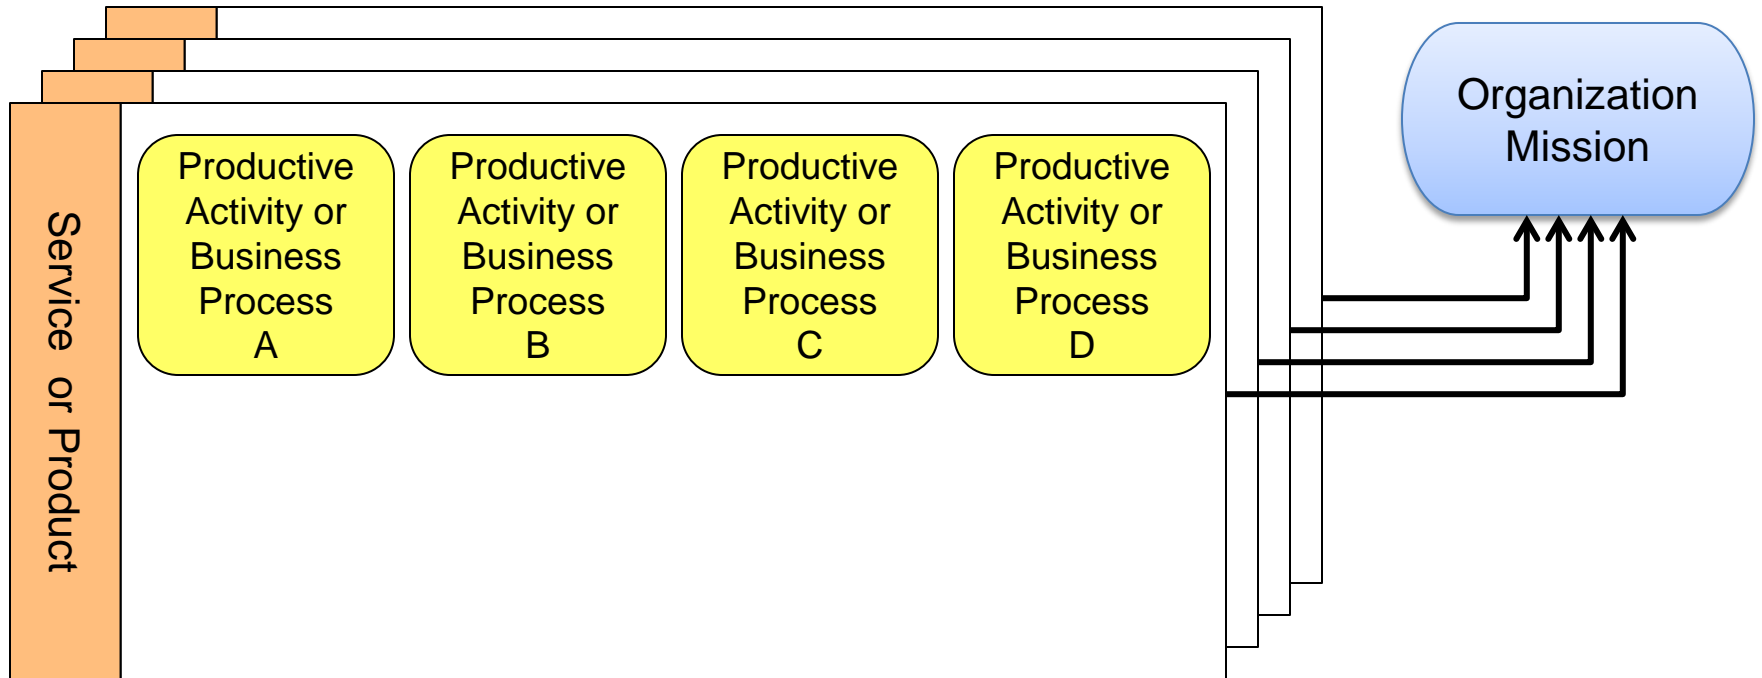 Organization
Mission
Service or Product
Productive
Activity or
Business
Process
A
Productive
Activity or
Business
Process
B
Productive
Activity or
Business
Process
C
Productive
Activity or
Business
Process
D